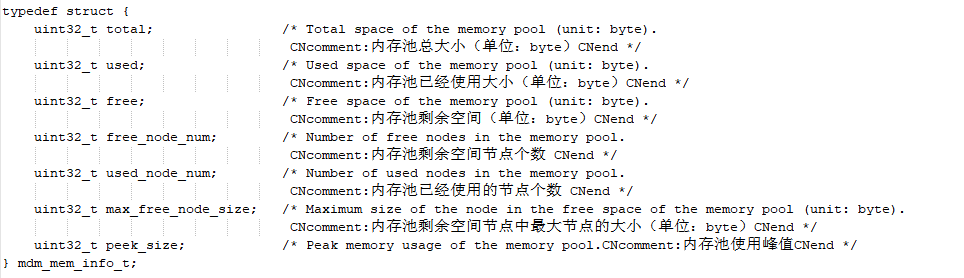 typedef struct {
uint32_t total; /* Total space of the memory pool (unit: byte).
CNcomment:内存池总大小（单位：byte）CNend */
uint32_t used; /* Used space of the memory pool (unit: byte).
CNcomment:内存池已经使用大小（单位：byte）CNend */
uint32_t free; /* Free space of the memory pool (unit: byte).
CNcomment:内存池剩余空间（单位：byte）CNend */
uint32_t free_node_num; /* Number of free nodes in the memory pool.
CNcomment:内存池剩余空间节点个数 CNend */
uint32_t used_node_num; /* Number of used nodes in the memory pool.
CNcomment:内存池已经使用的节点个数 CNend */
uint32_t max_free_node_size; /* Maximum size of the node in the free space of the memory pool (unit: byte).
CNcomment:内存池剩余空间节点中最大节点的大小（单位：byte）CNend */
uint32_t peek_size; /* Peak memory usage of the memory pool.CNcomment:内存池使用峰值CNend */
} mdm_mem_info_t;